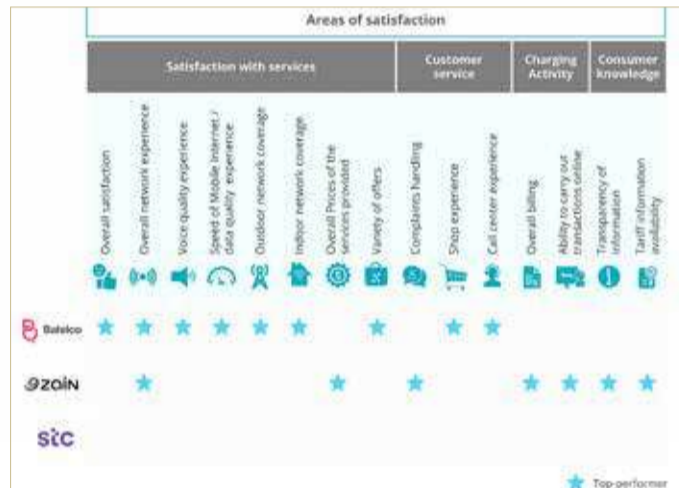 Areas of satisfaction
Satisfaction with services
Customer
service
Charging
Activity
Consumer
knowledge
Overall satisfaction
Overall network experience
Voice quality experience
Speed of Mobile Internet /
data quality experience
Outdoor network coverage
Indoor network coverage
Overall Prices of the
services provided
Variety of offers
Complaints handling
Shop experience
Call center experience
Overall billing
Ability to carry out
transactions online
Transparency of
information
Tariff information
availability
Batelco
zain
stc
Top-performer